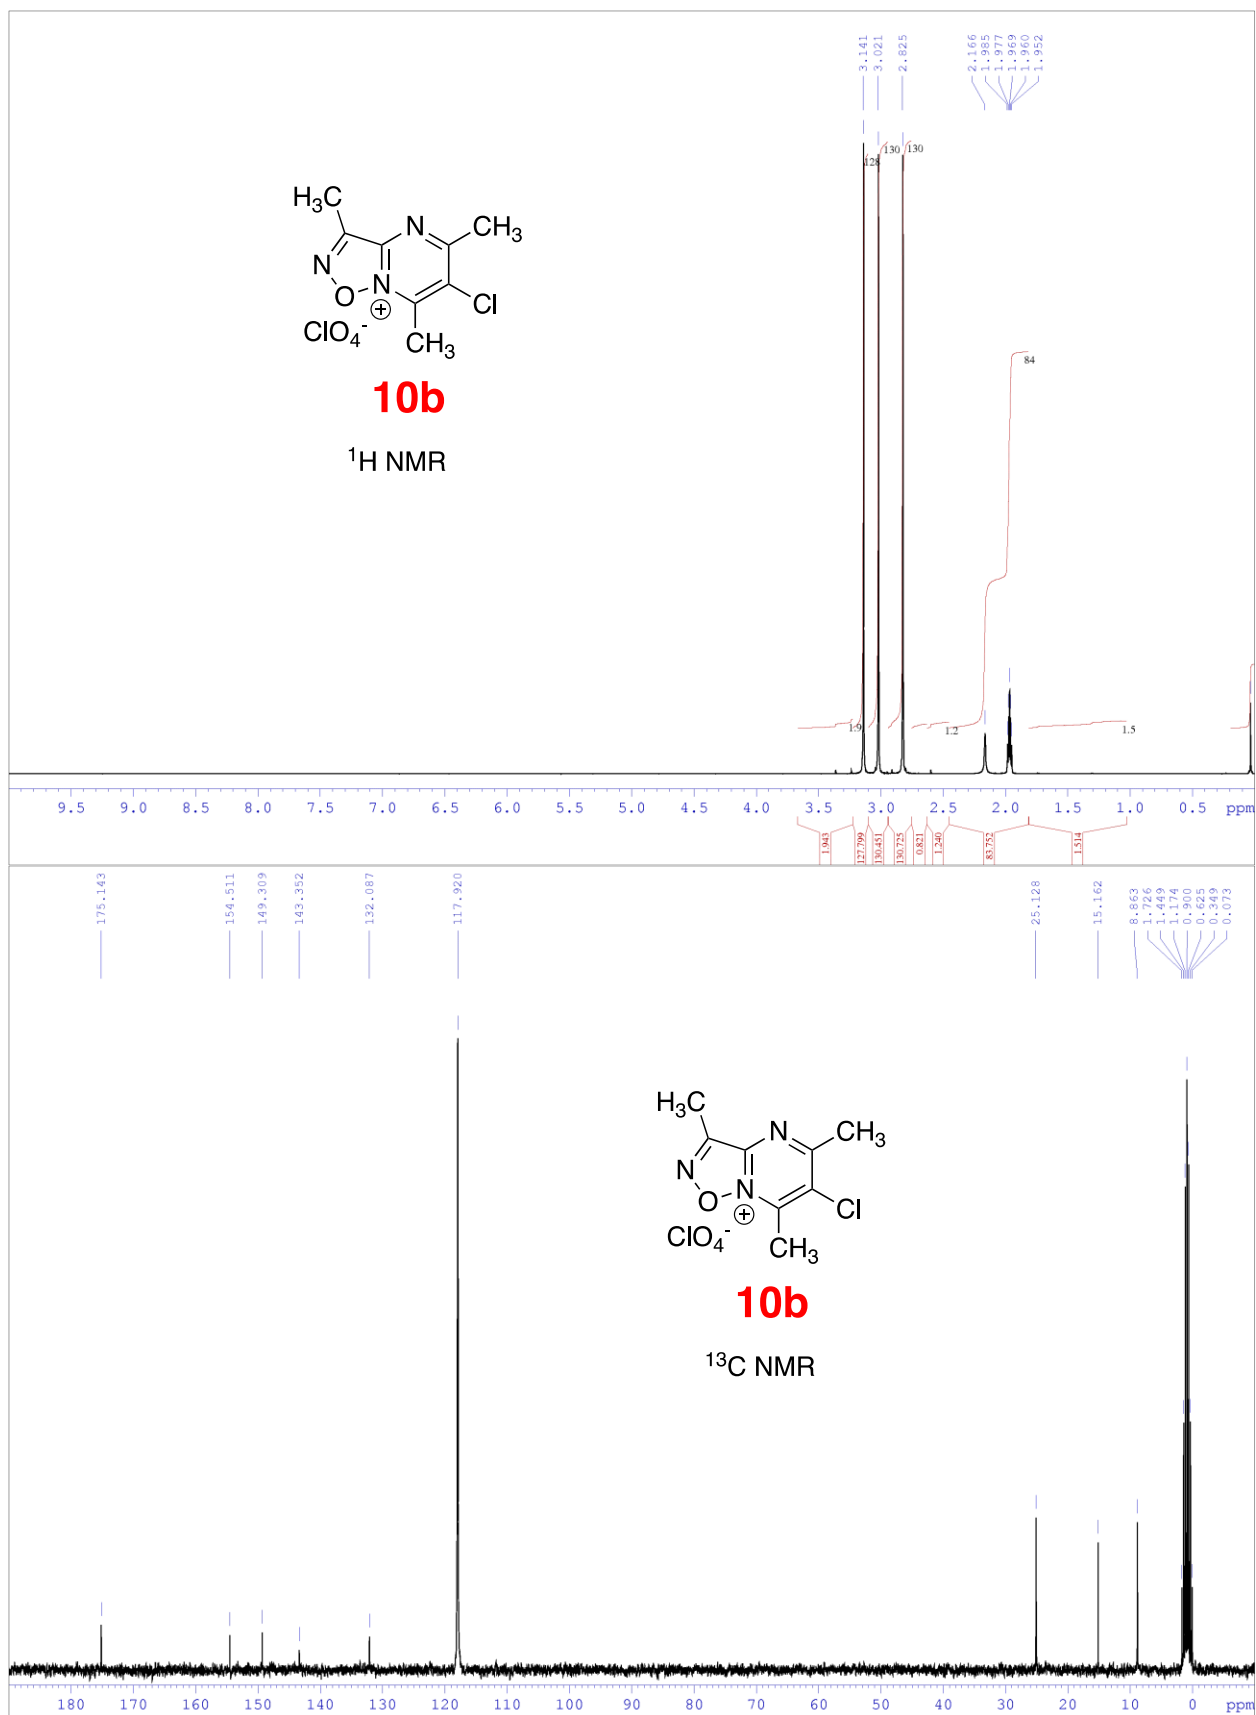 3.141
3.021
2.825
2.166
1.985
1.977
1.969
1.960
1.952
128
130
130
84
1.9
1.2
1.5
H3C
N
CH3
N
N
O
+
Cl
ClO4-
CH3
10b
1H NMR
9.5 9.0 8.5 8.0 7.5 7.0 6.5 6.0 5.5 5.0 4.5 4.0 3.5 3.0 2.5 2.0 1.5 1.0 0.5 ppm
1.943
127.799
130.451
130.725
0.821
1.240
83.752
1.514
175.143
154.511
149.309
143.352
132.087
117.920
25.128
15.162
8.863
1.726
1.449
1.174
0.900
0.625
0.349
0.073
H3C
N
CH3
N
N
O
+
Cl
ClO4-
CH3
10b
13C NMR
180 170 160 150 140 130 120 110 100 90 80 70 60 50 40 30 20 10 0 ppm